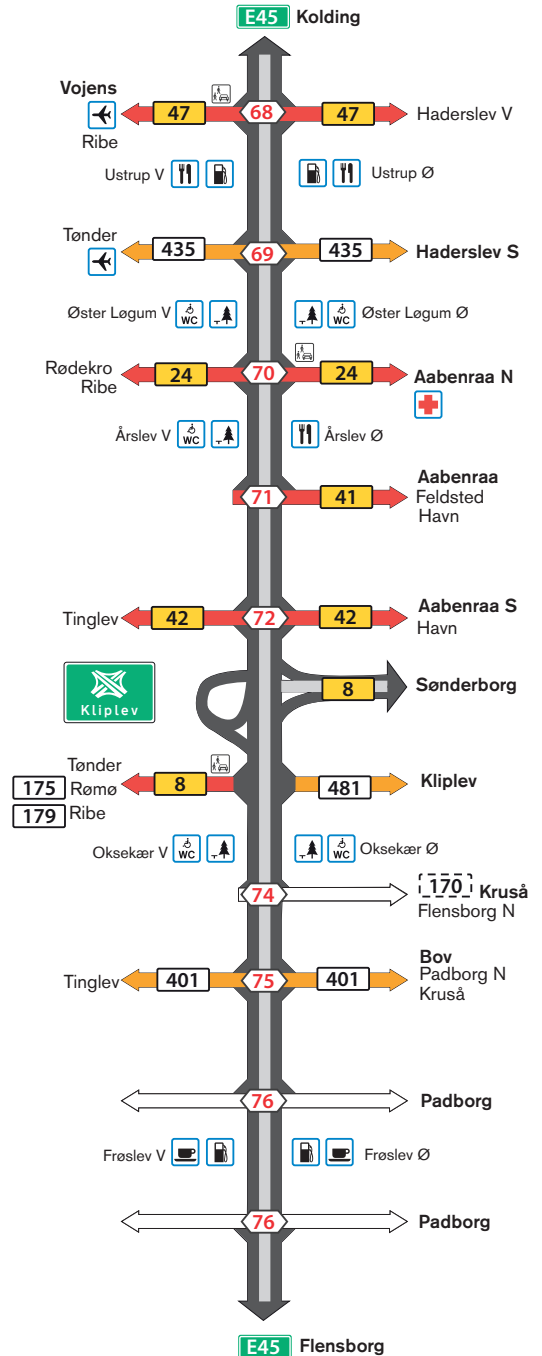 E45 Kolding
Vojens
47 68 47 Haderslev V
Ribe
Ustrup V Ustrup Ø
Tønder
435 69 435 Haderslev S
Øster Løgum V WC WC Øster Løgum Ø
Rødekro
Ribe
24 70 24 Aabenraa N
Årslev V WC Årslev Ø
71 41 Aabenraa
Feldsted
Havn
Tinglev 42 72 42 Aabenraa S
Havn
Kliplev
8 Sønderborg
Tønder
175 Rømø
179 Ribe
8 481 Kliplev
Oksekær V WC WC Oksekær Ø
74 170 Kruså
Flensborg N
Tinglev 401 75 401 Bov
Padborg N
Kruså
76 Padborg
Frøslev V Frøslev Ø
76 Padborg
E45 Flensborg